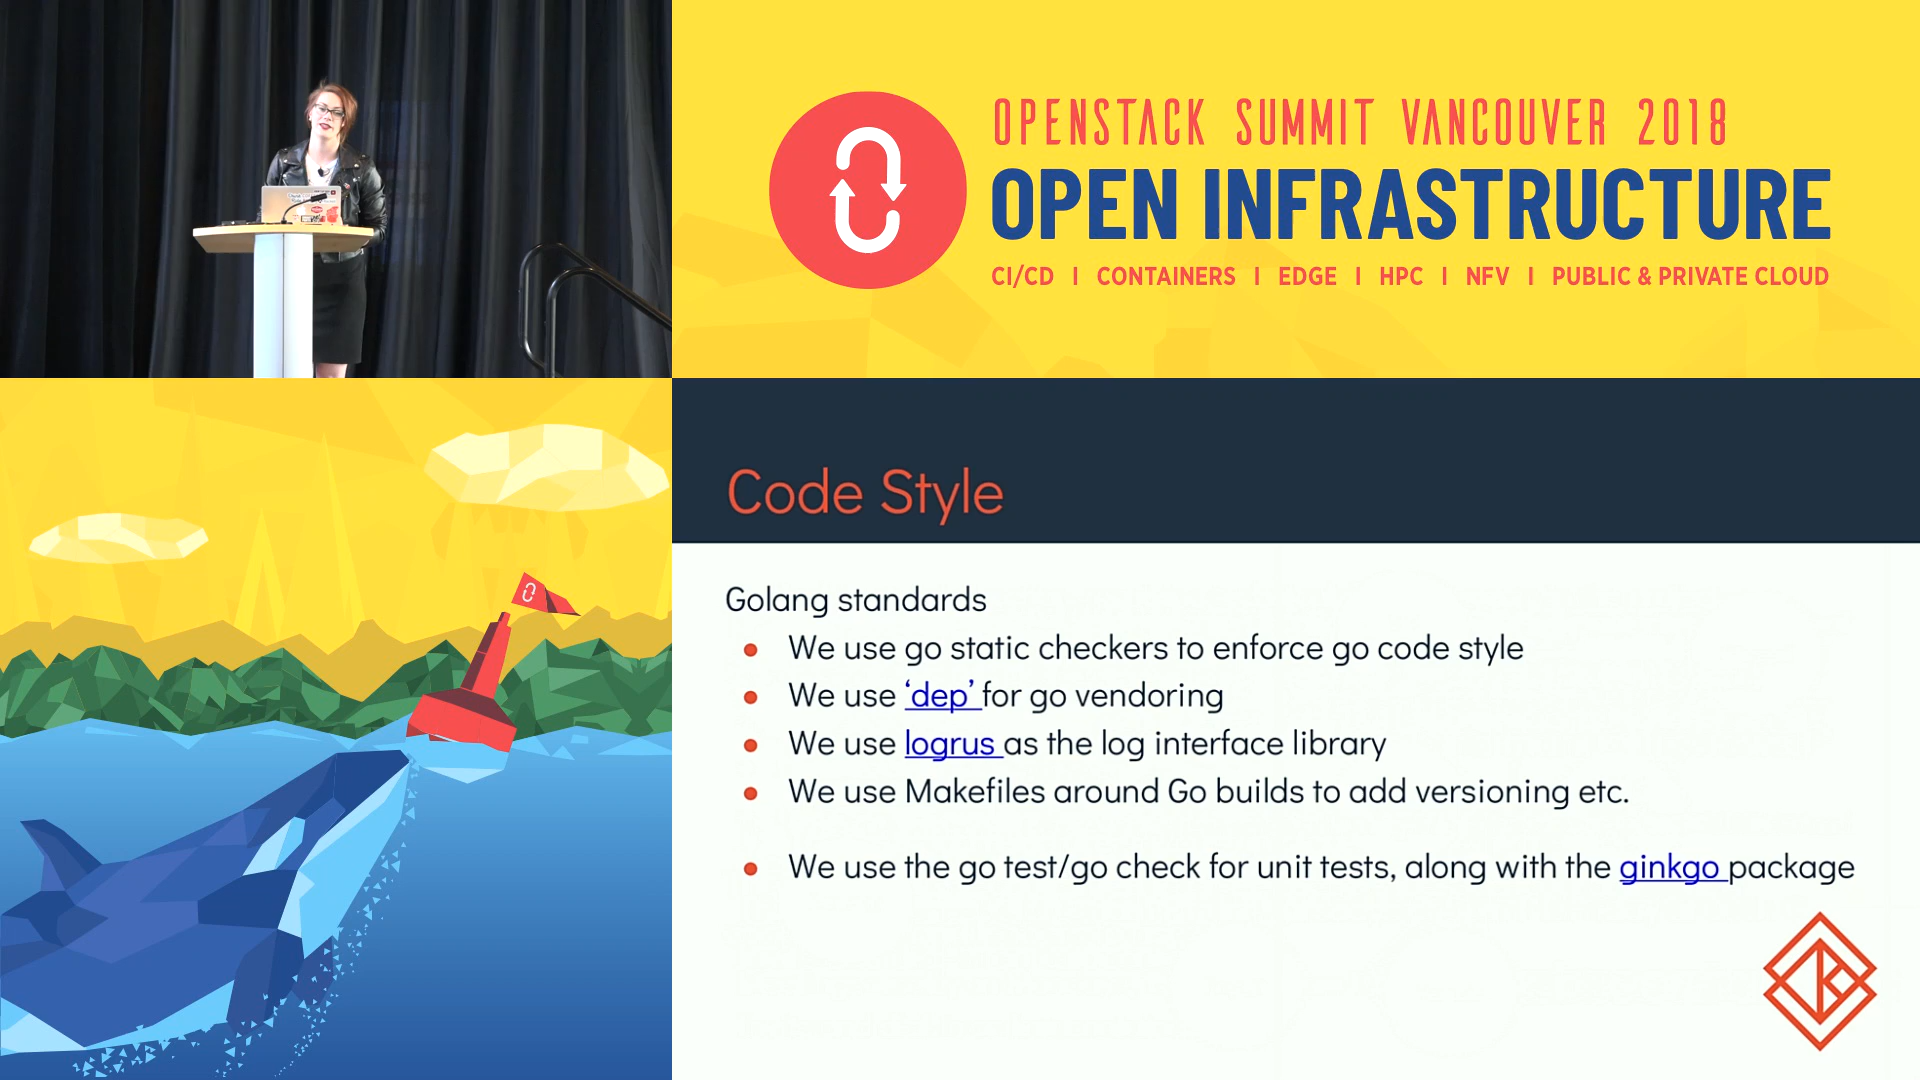 OPENSTACK SUMMIT VANCOUVER 2018
OPEN INFRASTRUCTURE
CI/CD | CONTAINERS | EDGE | HPC | NFV | PUBLIC & PRIVATE CLOUD
Code Style
Golang standards
• We use go static checkers to enforce go code style
• We use ‘dep’ for go vendoring
• We use logrus as the log interface library
• We use Makefiles around Go builds to add versioning etc.
• We use the go test/go check for unit tests, along with the ginkgo package